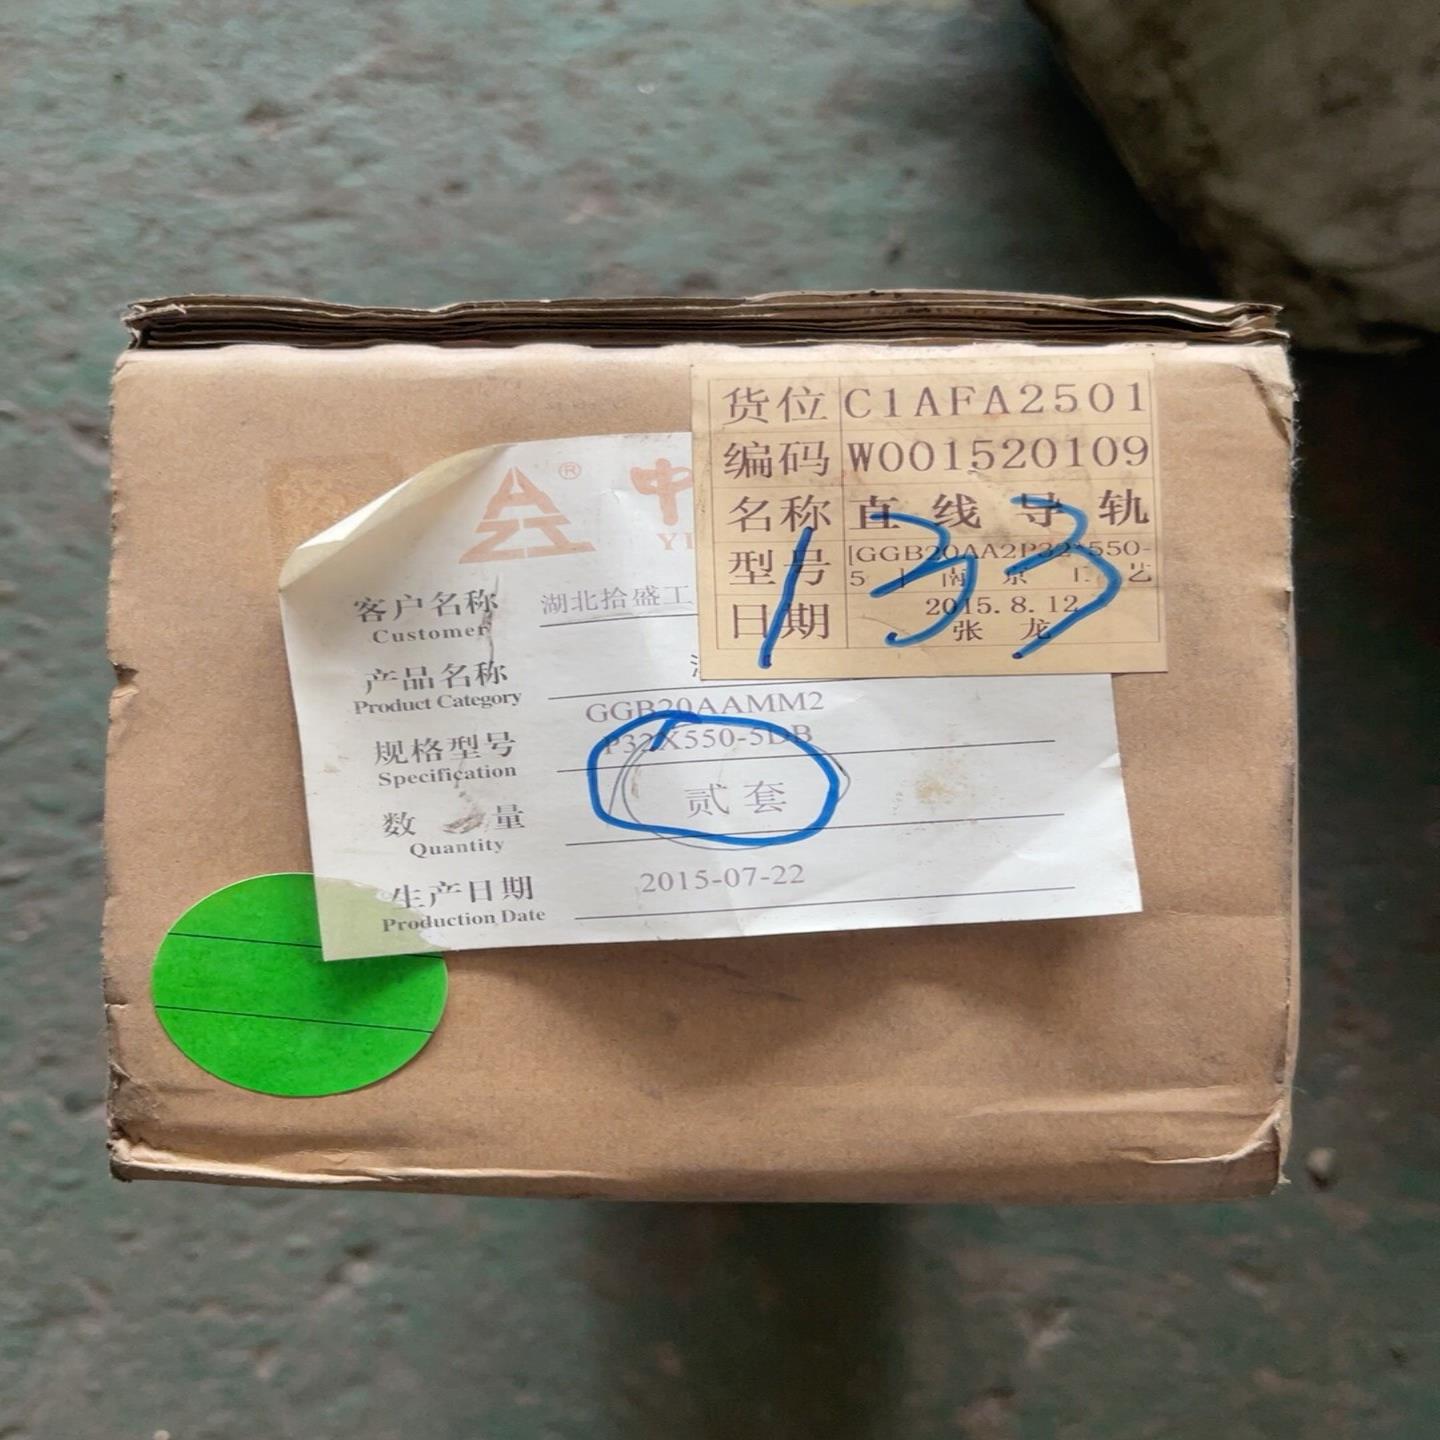 货位 C1AFA2501
编码 W001520109
名称 直线导轨
型号 [GGB20AA2P32*550-
5] 南京工艺
日期 2015.8.12
张龙
133
®
中
YI
客户名称 湖北拾盛工
Customer
产品名称
Product Category
GGB20AAMM2
规格型号 P32X550-5DB
Specification
数量 贰套
Quantity
生产日期 2015-07-22
Production Date